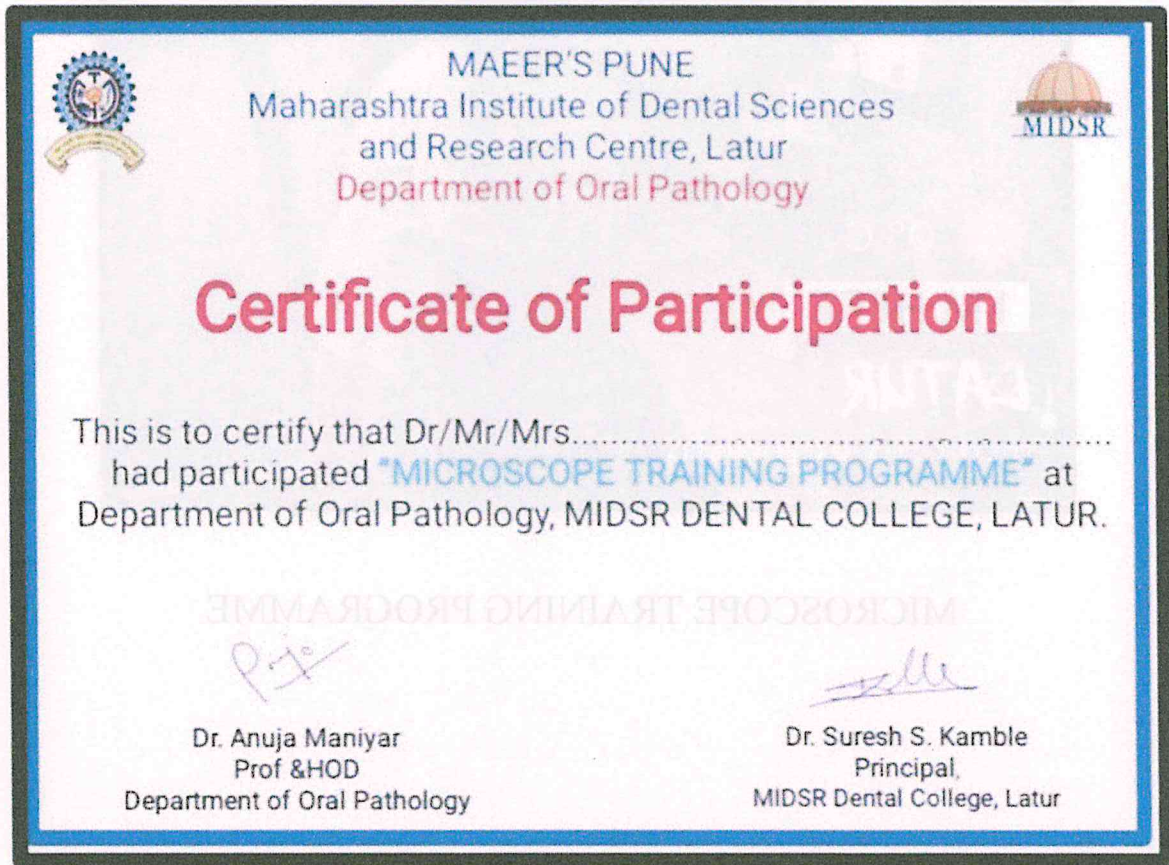 MAEER'S PUNE
Maharashtra Institute of Dental Sciences
and Research Centre, Latur
Department of Oral Pathology
MIDSR
Certificate of Participation
LATUR
This is to certify that Dr/Mr/Mrs..........................................................
had participated "MICROSCOPE TRAINING PROGRAMME" at
Department of Oral Pathology, MIDSR DENTAL COLLEGE, LATUR.
MICROSCOPE TRAINING PROGRAMME
Dr. Anuja Maniyar
Prof &HOD
Department of Oral Pathology
Dr. Suresh S. Kamble
Principal,
MIDSR Dental College, Latur